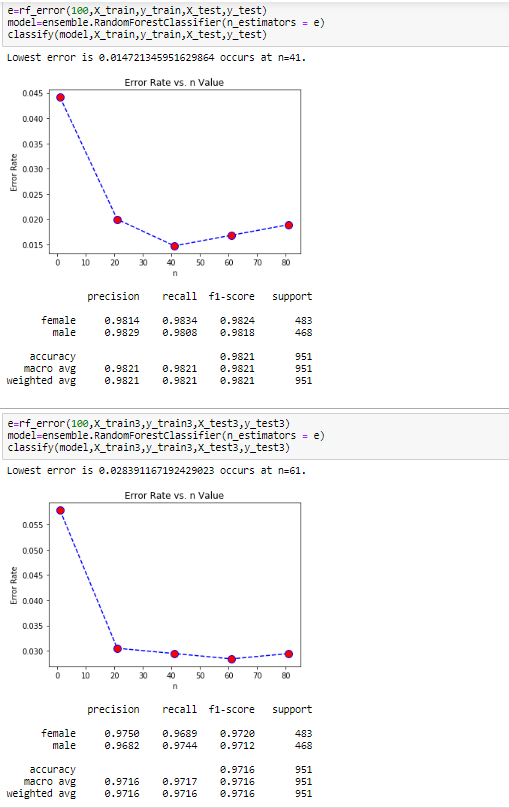 e=rf_error(100,X_train,y_train,X_test,y_test)
model=ensemble.RandomForestClassifier(n_estimators = e)
classify(model,X_train,y_train,X_test,y_test)
Lowest error is 0.014721345951629864 occurs at n=41.
Error Rate vs. n Value
0.045
0.040
0.035
0.030
0.025
0.020
0.015
Error Rate
0 10 20 30 40 50 60 70 80
n
precision recall f1-score support
female 0.9814 0.9834 0.9824 483
male 0.9829 0.9808 0.9818 468
accuracy 0.9821 951
macro avg 0.9821 0.9821 0.9821 951
weighted avg 0.9821 0.9821 0.9821 951
e=rf_error(100,X_train3,y_train3,X_test3,y_test3)
model=ensemble.RandomForestClassifier(n_estimators = e)
classify(model,X_train3,y_train3,X_test3,y_test3)
Lowest error is 0.028391167192429023 occurs at n=61.
Error Rate vs. n Value
0.055
0.050
0.045
0.040
0.035
0.030
Error Rate
0 10 20 30 40 50 60 70 80
n
precision recall f1-score support
female 0.9750 0.9689 0.9720 483
male 0.9682 0.9744 0.9712 468
accuracy 0.9716 951
macro avg 0.9716 0.9717 0.9716 951
weighted avg 0.9716 0.9716 0.9716 951